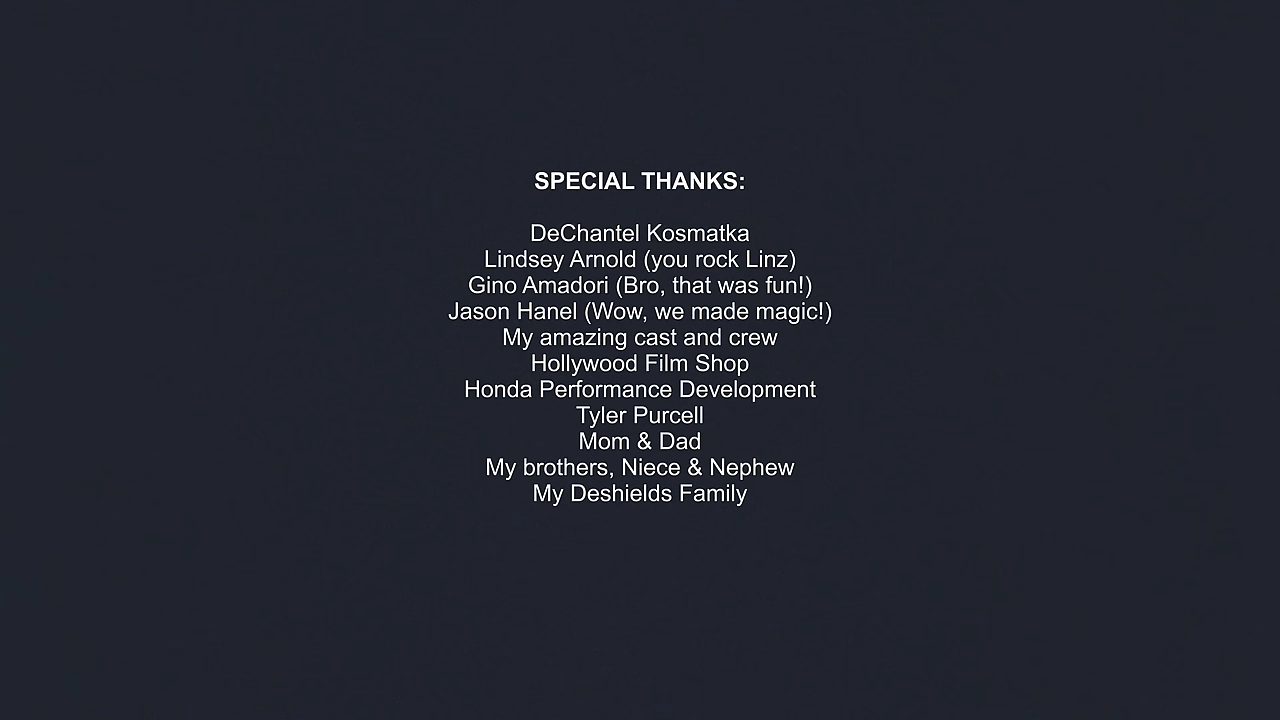 SPECIAL THANKS:
DeChantel Kosmatka
Lindsey Arnold (you rock Linz)
Gino Amadori (Bro, that was fun!)
Jason Hanel (Wow, we made magic!)
My amazing cast and crew
Hollywood Film Shop
Honda Performance Development
Tyler Purcell
Mom & Dad
My brothers, Niece & Nephew
My Deshields Family